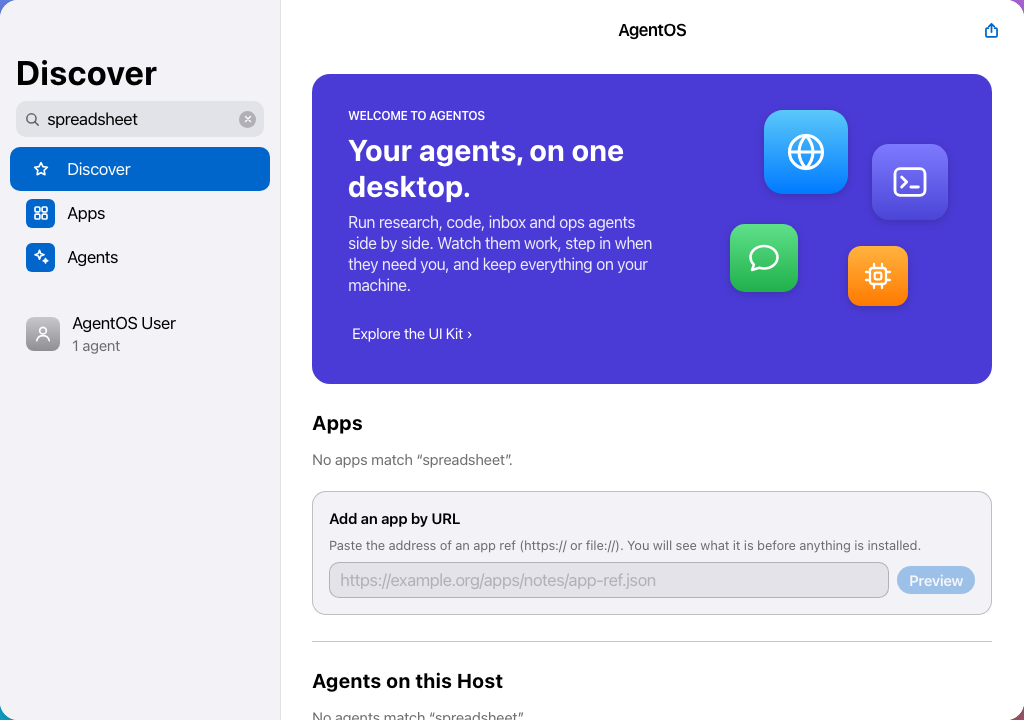 Discover
spreadsheet
Discover
Apps
Agents
AgentOS User
1 agent
AgentOS
WELCOME TO AGENTOS
Your agents, on one
desktop.
Run research, code, inbox and ops agents
side by side. Watch them work, step in when
they need you, and keep everything on your
machine.
Explore the UI Kit ›
Apps
No apps match “spreadsheet”.
Add an app by URL
Paste the address of an app ref (https:// or file://). You will see what it is before anything is installed.
https://example.org/apps/notes/app-ref.json
Preview
Agents on this Host
No agents match “spreadsheet”